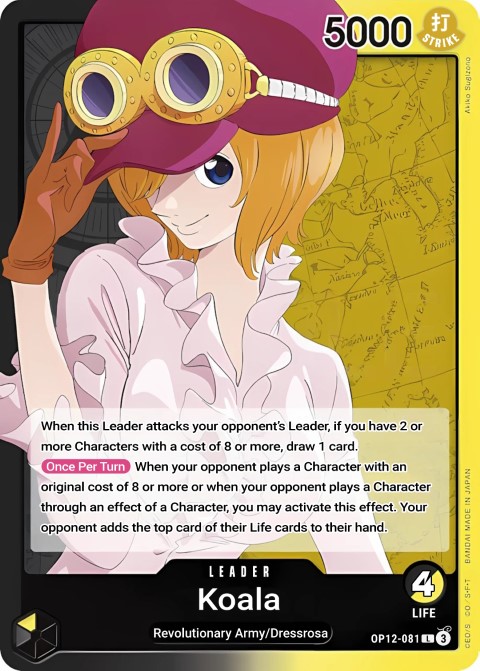 5000
打
STRIKE
Akiko Sugizono
When this Leader attacks your opponent's Leader, if you have 2 or
more Characters with a cost of 8 or more, draw 1 card.
Once Per Turn When your opponent plays a Character with an
original cost of 8 or more or when your opponent plays a Character
through an effect of a Character, you may activate this effect. Your
opponent adds the top card of their Life cards to their hand.
BANDAI MADE IN JAPAN
LEADER
Koala
Revolutionary Army/Dressrosa
4
LIFE
OP12-081 L 3